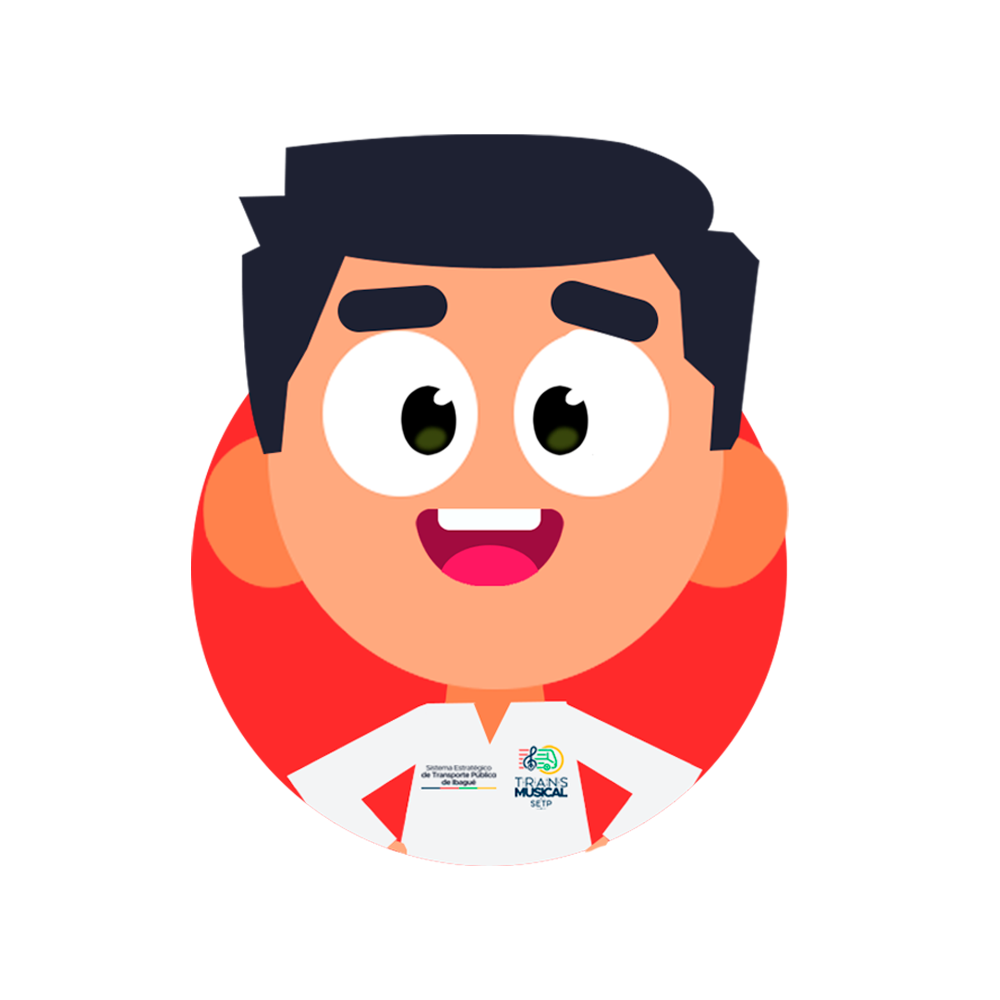 Sistema Estratégico
de Transporte Público
de Ibagué
TRANS
MUSICAL
SETP